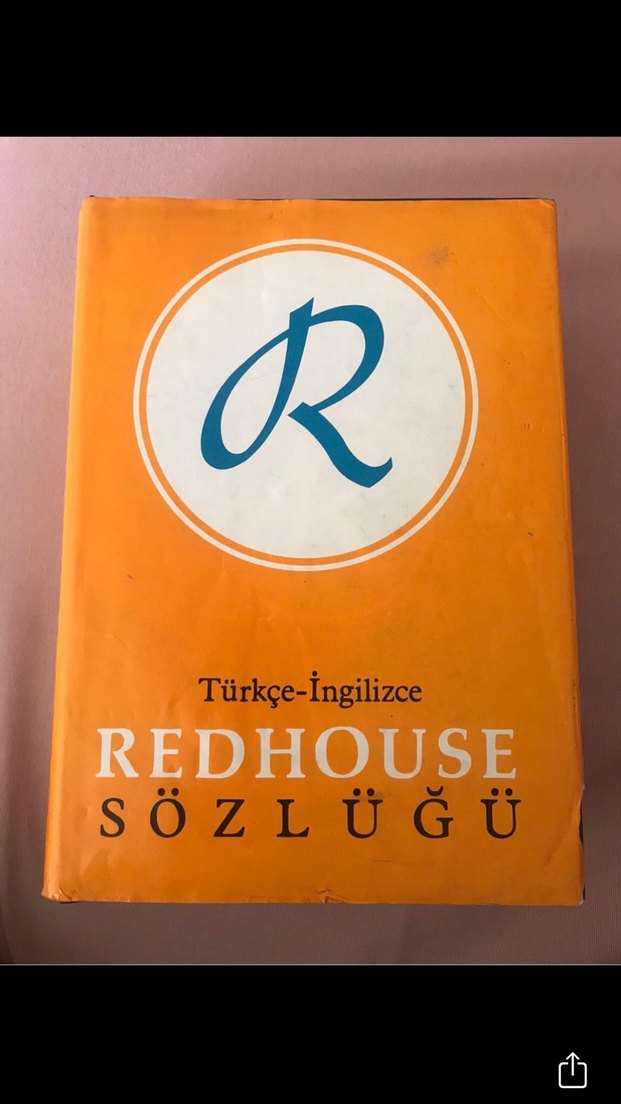 R
Türkçe-İngilizce
REDHOUSE
SÖZLÜĞÜ